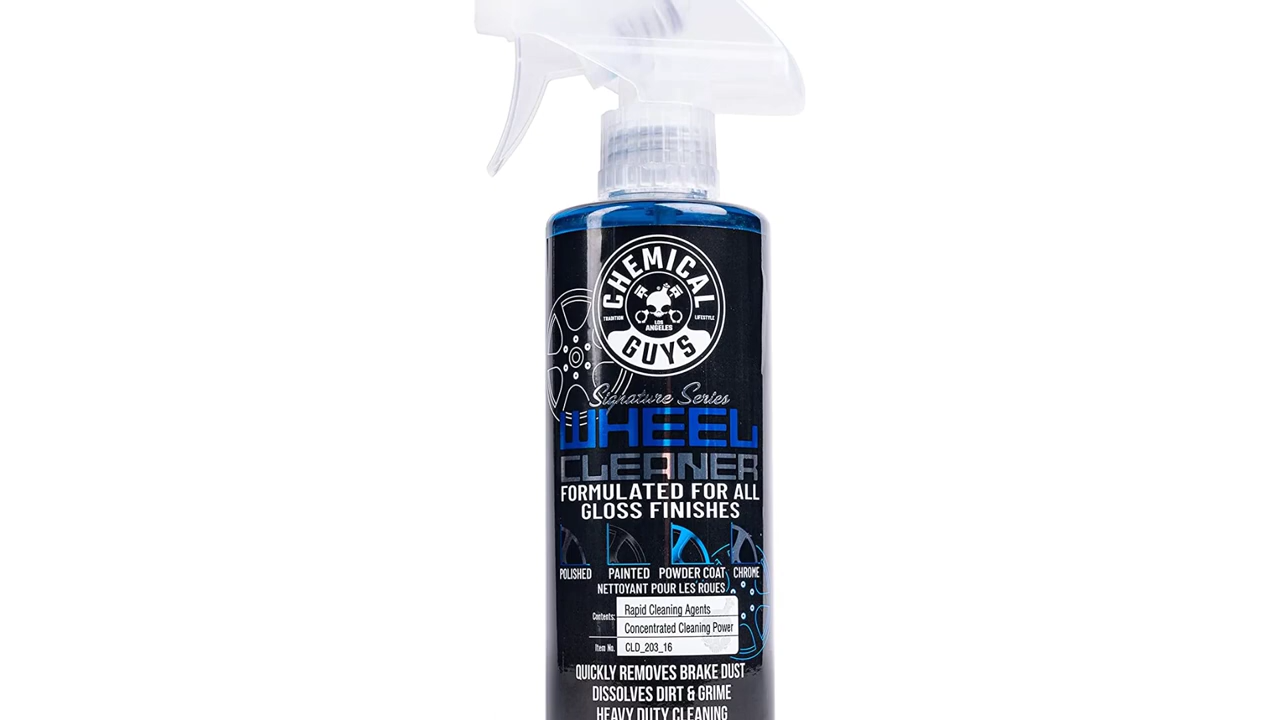 CHEMICAL
TRADITION
LIFESTYLE
LOS
ANGELES
GUYS
Signature Series
WHEEL
CLEANER
FORMULATED FOR ALL
GLOSS FINISHES
POLISHED PAINTED POWDER COAT CHROME
NETTOYANT POUR LES ROUES
Contents: Rapid Cleaning Agents
Concentrated Cleaning Power
Item No. CLD_203_16
QUICKLY REMOVES BRAKE DUST
DISSOLVES DIRT & GRIME
HEAVY DUTY CLEANING